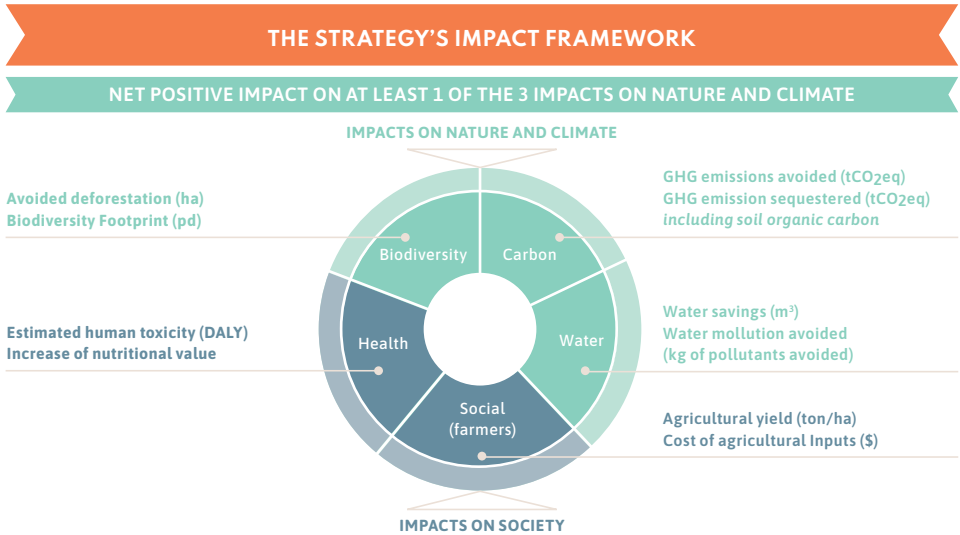 THE STRATEGY'S IMPACT FRAMEWORK
NET POSITIVE IMPACT ON AT LEAST 1 OF THE 3 IMPACTS ON NATURE AND CLIMATE
IMPACTS ON NATURE AND CLIMATE
Avoided deforestation (ha)
Biodiversity Footprint (pd)
GHG emissions avoided (tCO2eq)
GHG emission sequestered (tCO2eq)
including soil organic carbon
Biodiversity
Carbon
Estimated human toxicity (DALY)
Increase of nutritional value
Health
Water
Water savings (m³)
Water mollution avoided
(kg of pollutants avoided)
Social
(farmers)
Agricultural yield (ton/ha)
Cost of agricultural Inputs ($)
IMPACTS ON SOCIETY